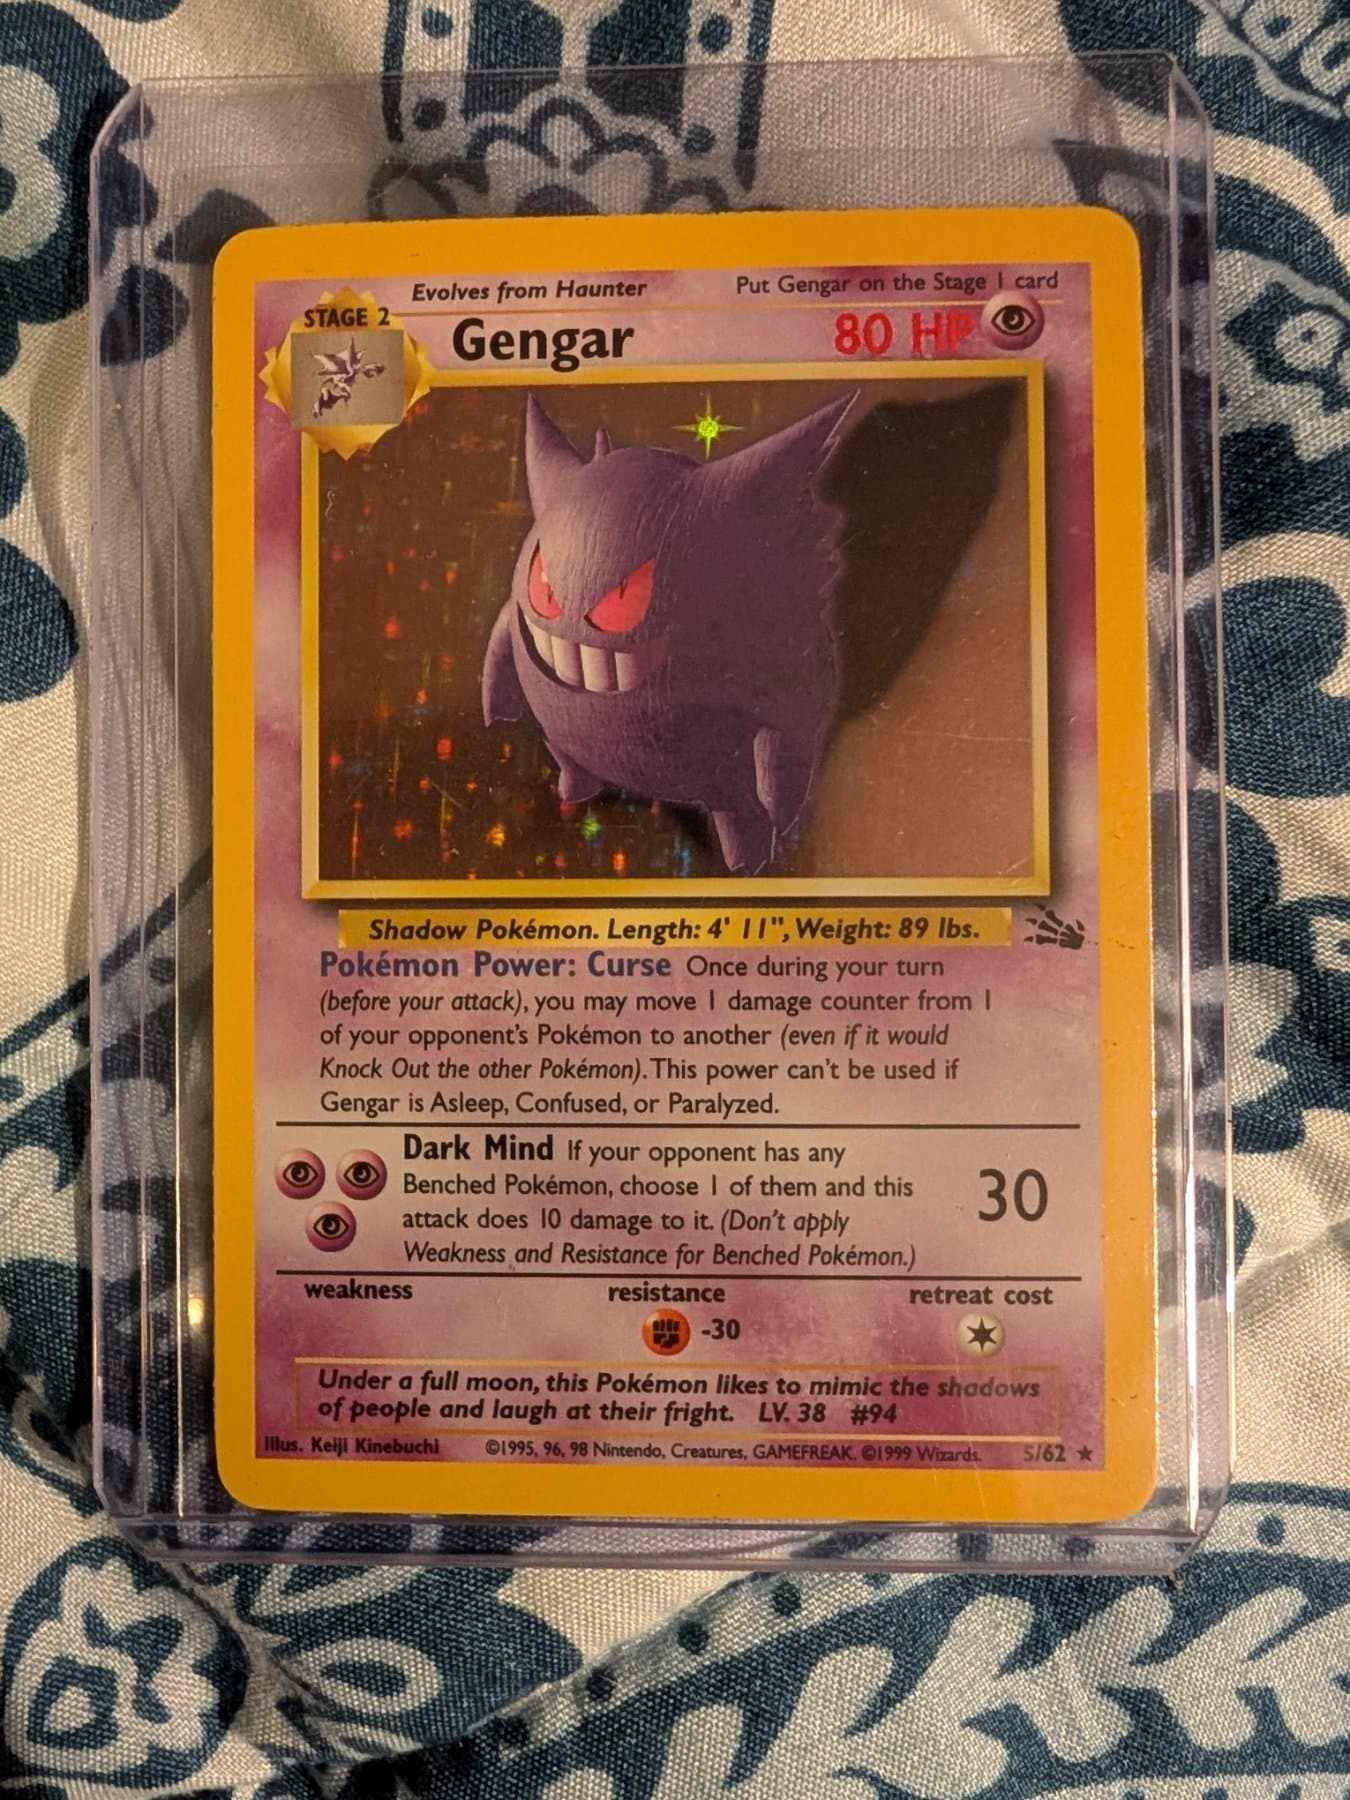 Evolves from Haunter
Put Gengar on the Stage 1 card
STAGE 2
Gengar
80 HP
Shadow Pokémon. Length: 4' 11", Weight: 89 lbs.
Pokémon Power: Curse Once during your turn
(before your attack), you may move 1 damage counter from 1
of your opponent's Pokémon to another (even if it would
Knock Out the other Pokémon). This power can't be used if
Gengar is Asleep, Confused, or Paralyzed.
Dark Mind If your opponent has any
Benched Pokémon, choose 1 of them and this
attack does 10 damage to it. (Don't apply
Weakness and Resistance for Benched Pokémon.)
30
weakness
resistance
retreat cost
-30
Under a full moon, this Pokémon likes to mimic the shadows
of people and laugh at their fright. LV. 38 #94
Illus. Keiji Kinebuchi
©1995, 96, 98 Nintendo, Creatures, GAMEFREAK. ©1999 Wizards.
5/62 ★